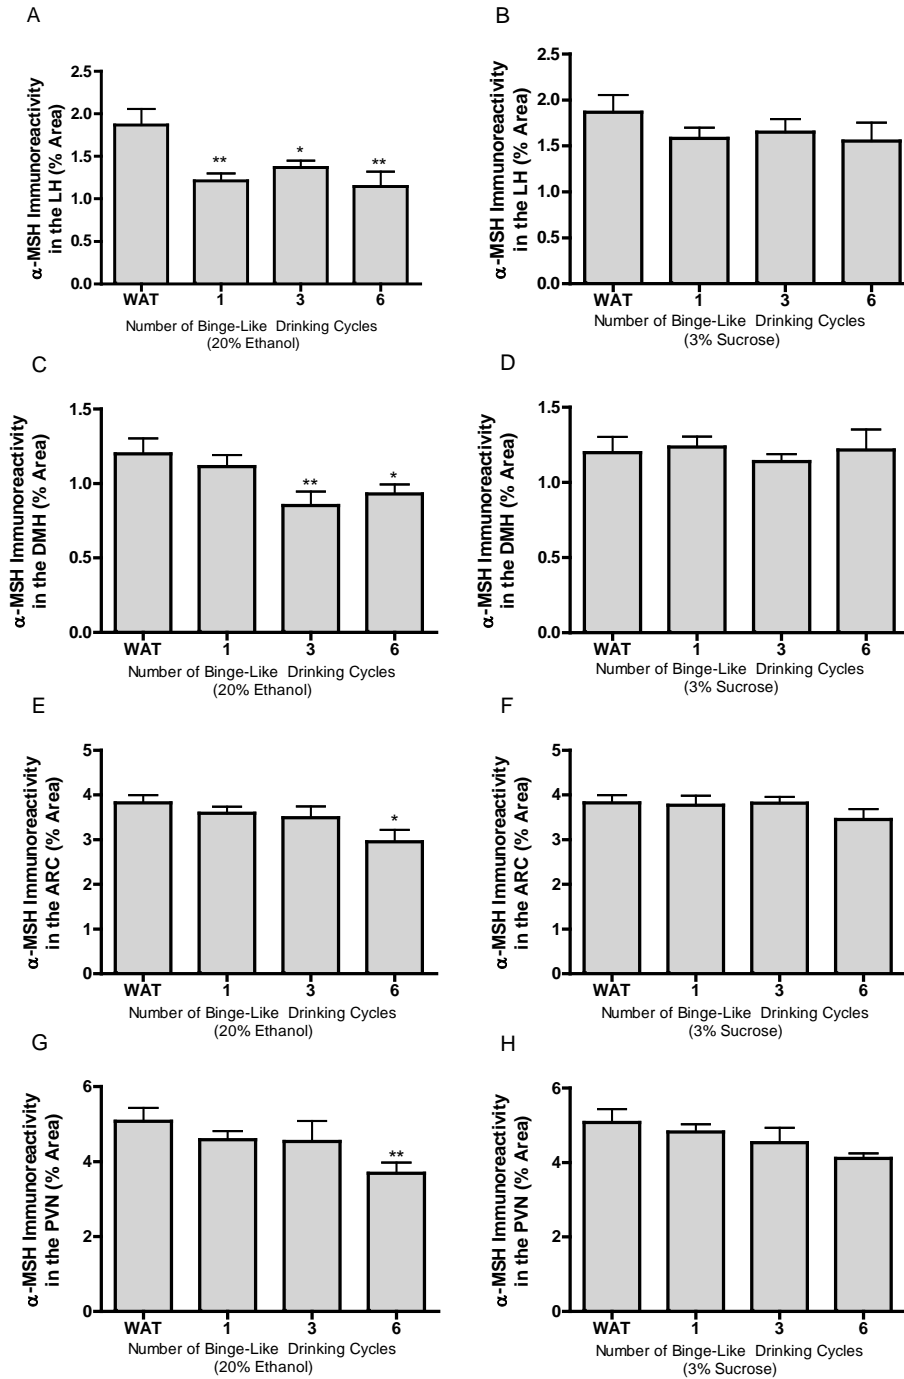 A
α-MSH Immunoreactivity
in the LH (% Area)
2.5
2.0
1.5
1.0
0.5
0.0
**
*
**
WAT 1 3 6
Number of Binge-Like Drinking Cycles
(20% Ethanol)
B
α-MSH Immunoreactivity
in the LH (% Area)
2.5
2.0
1.5
1.0
0.5
0.0
WAT 1 3 6
Number of Binge-Like Drinking Cycles
(3% Sucrose)
C
α-MSH Immunoreactivity
in the DMH (% Area)
1.5
1.0
0.5
0.0
**
*
WAT 1 3 6
Number of Binge-Like Drinking Cycles
(20% Ethanol)
D
α-MSH Immunoreactivity
in the DMH (% Area)
1.5
1.0
0.5
0.0
WAT 1 3 6
Number of Binge-Like Drinking Cycles
(3% Sucrose)
E
α-MSH Immunoreactivity
in the ARC (% Area)
5
4
3
2
1
0
*
WAT 1 3 6
Number of Binge-Like Drinking Cycles
(20% Ethanol)
F
α-MSH Immunoreactivity
in the ARC (% Area)
5
4
3
2
1
0
WAT 1 3 6
Number of Binge-Like Drinking Cycles
(3% Sucrose)
G
α-MSH Immunoreactivity
in the PVN (% Area)
6
4
2
0
**
WAT 1 3 6
Number of Binge-Like Drinking Cycles
(20% Ethanol)
H
α-MSH Immunoreactivity
in the PVN (% Area)
6
4
2
0
WAT 1 3 6
Number of Binge-Like Drinking Cycles
(3% Sucrose)